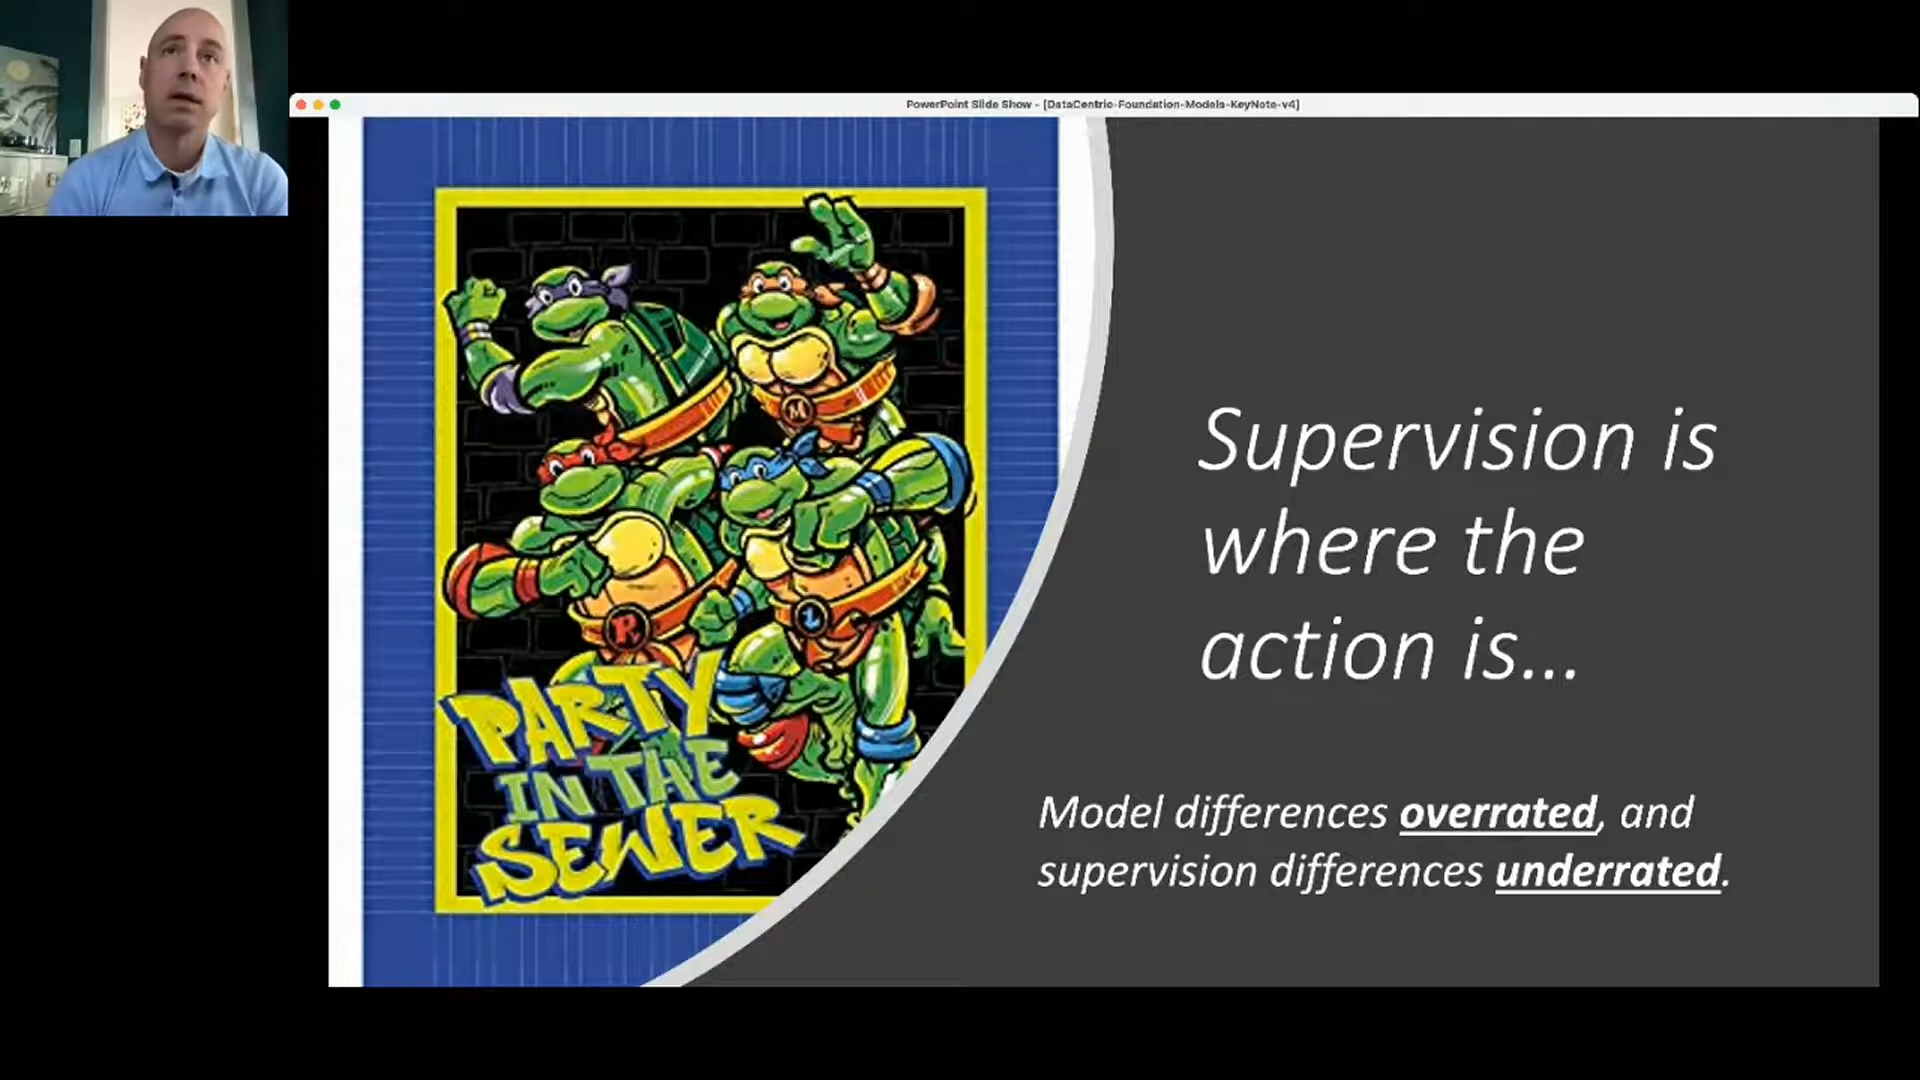 PowerPoint Slide Show - [DataCentric-Foundation-Models-KeyNote-v4]
M
R
L
PARTY
IN THE
SEWER
Supervision is
where the
action is...
Model differences overrated, and
supervision differences underrated.